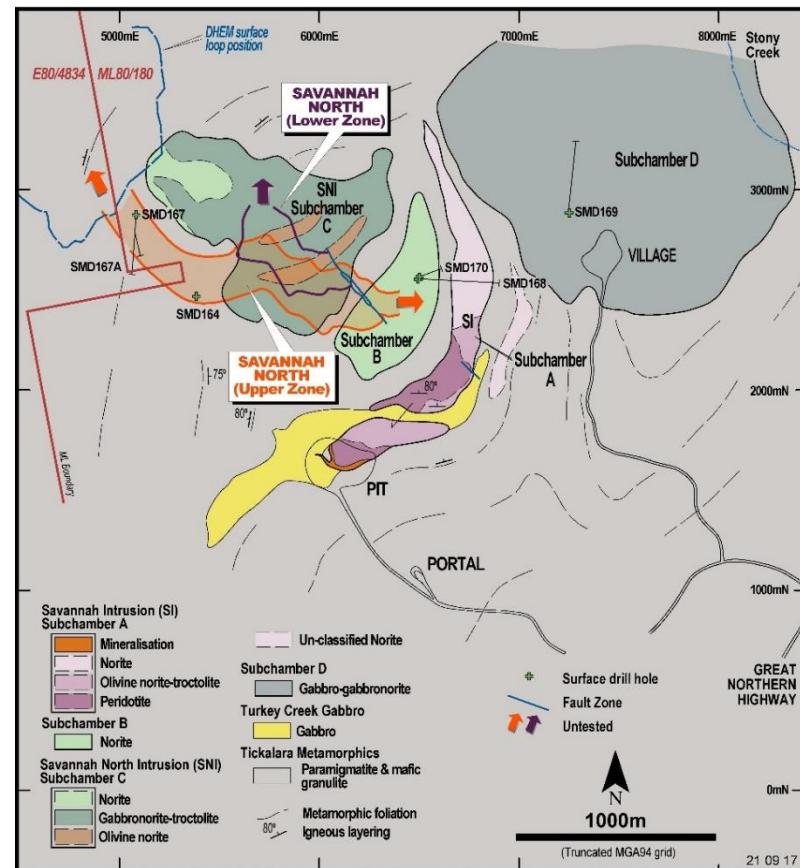 5000mE
6000mE
7000mE
8000mE
Stony
Creek
DHEM surface
loop position
E80/4834
ML80/180
SAVANNAH
NORTH
(Lower Zone)
Subchamber D
3000mN
SNI
Subchamber
C
SMD167
SMD169
VILLAGE
SMD167A
SMD170
SMD168
SMD164
SI
Subchamber
B
Subchamber
A
SAVANNAH
NORTH
(Upper Zone)
75°
80°
80°
2000mN
ML Boundary
PIT
PORTAL
1000mN
Savannah Intrusion (SI)
Subchamber A
Mineralisation
Norite
Olivine norite-troctolite
Peridotite
Subchamber B
Norite
Savannah North Intrusion (SNI)
Subchamber C
Norite
Gabbronorite-troctolite
Olivine norite
Un-classified Norite
Subchamber D
Gabbro-gabbronorite
Turkey Creek Gabbro
Gabbro
Tickalara Metamorphics
Paramigmatite & mafic
granulite
Metamorphic foliation
80° Igneous layering
Surface drill hole
Fault Zone
Untested
GREAT
NORTHERN
HIGHWAY
0mN
N
1000m
(Truncated MGA94 grid)
21 09 17